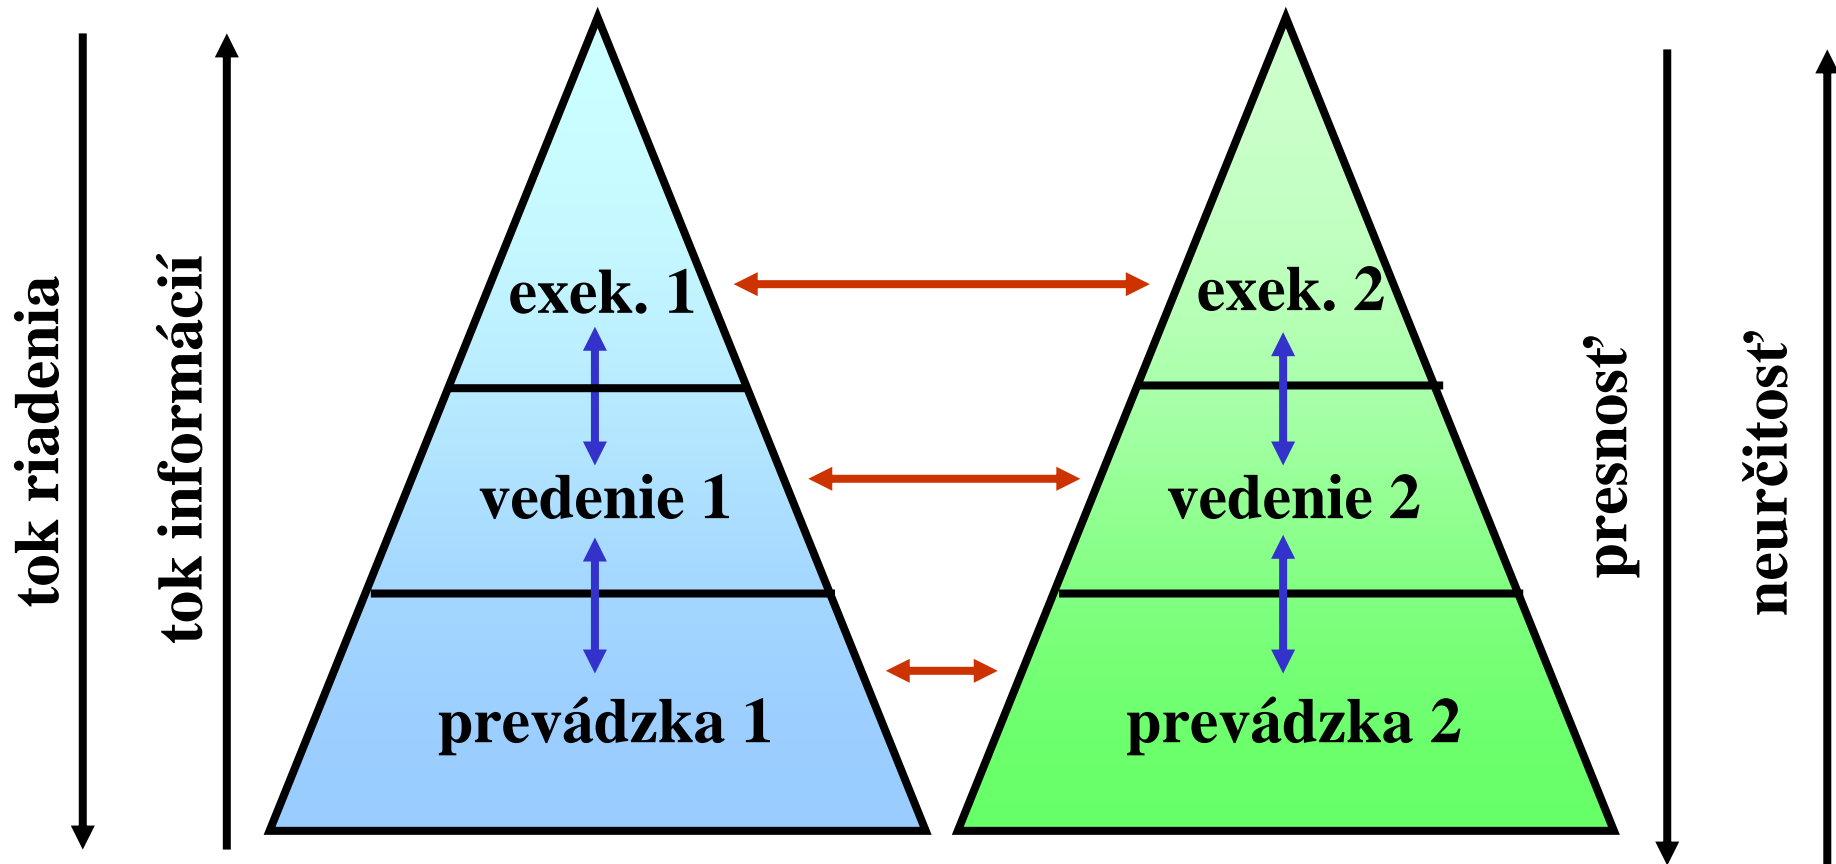 tok riadenia
tok informácií
exek. 1
vedenie 1
prevádzka 1
exek. 2
vedenie 2
prevádzka 2
presnosť
neurčitosť